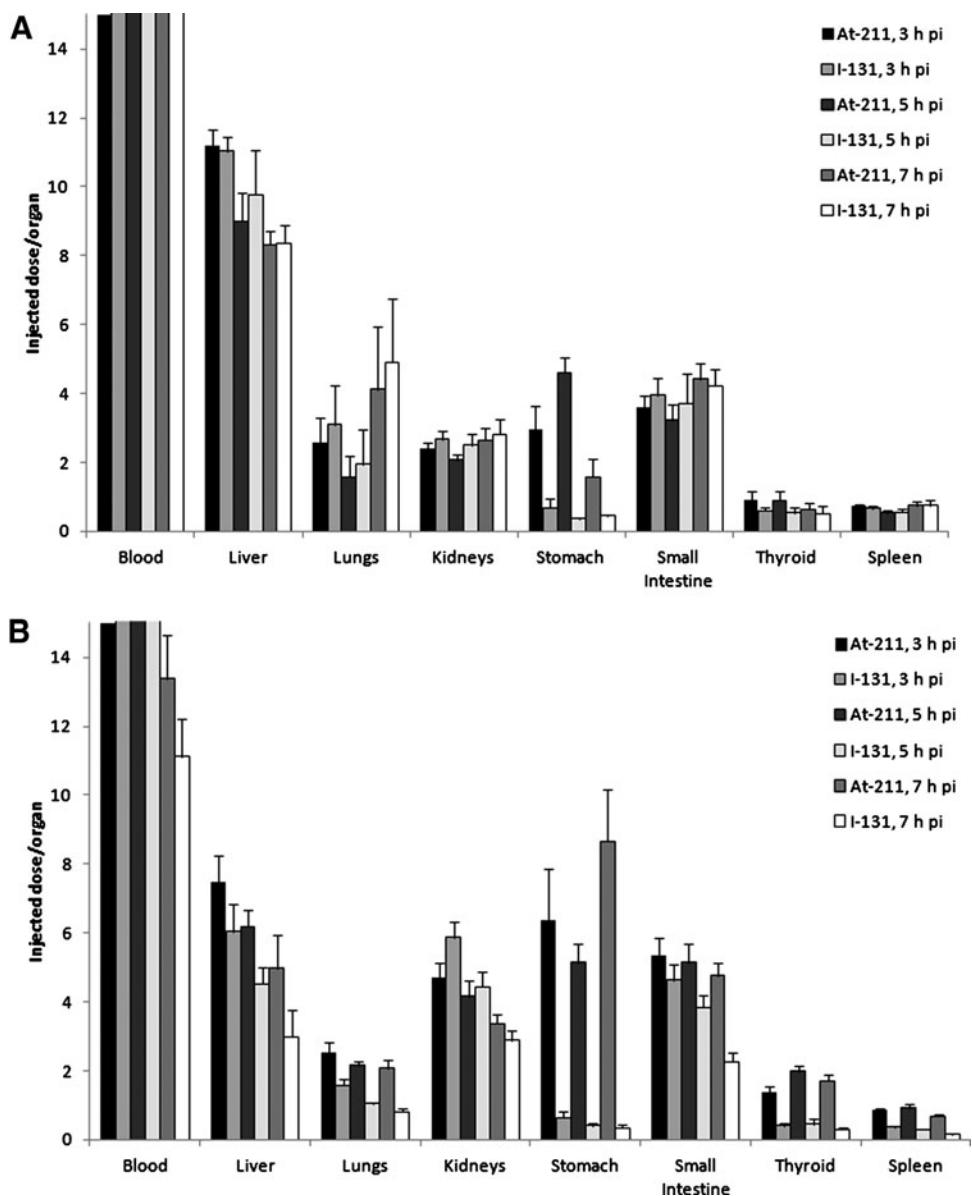 A
Injected dose/organ
14
12
10
8
6
4
2
0
At-211, 3 h pi
I-131, 3 h pi
At-211, 5 h pi
I-131, 5 h pi
At-211, 7 h pi
I-131, 7 h pi
Blood
Liver
Lungs
Kidneys
Stomach
Small
Intestine
Thyroid
Spleen
B
Injected dose/organ
14
12
10
8
6
4
2
0
At-211, 3 h pi
I-131, 3 h pi
At-211, 5 h pi
I-131, 5 h pi
At-211, 7 h pi
I-131, 7 h pi
Blood
Liver
Lungs
Kidneys
Stomach
Small
Intestine
Thyroid
Spleen